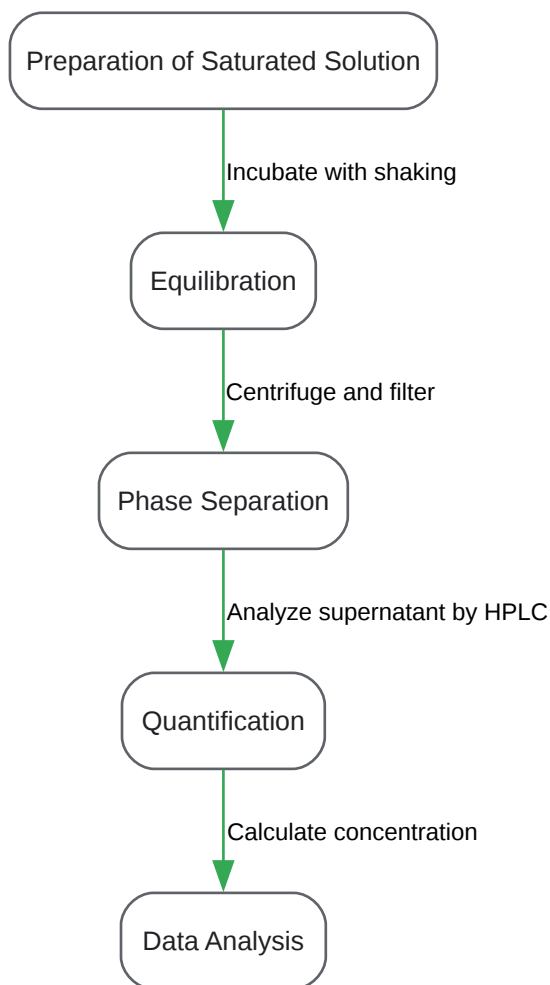 Preparation of Saturated Solution
Incubate with shaking
Equilibration
Centrifuge and filter
Phase Separation
Analyze supernatant by HPLC
Quantification
Calculate concentration
Data Analysis